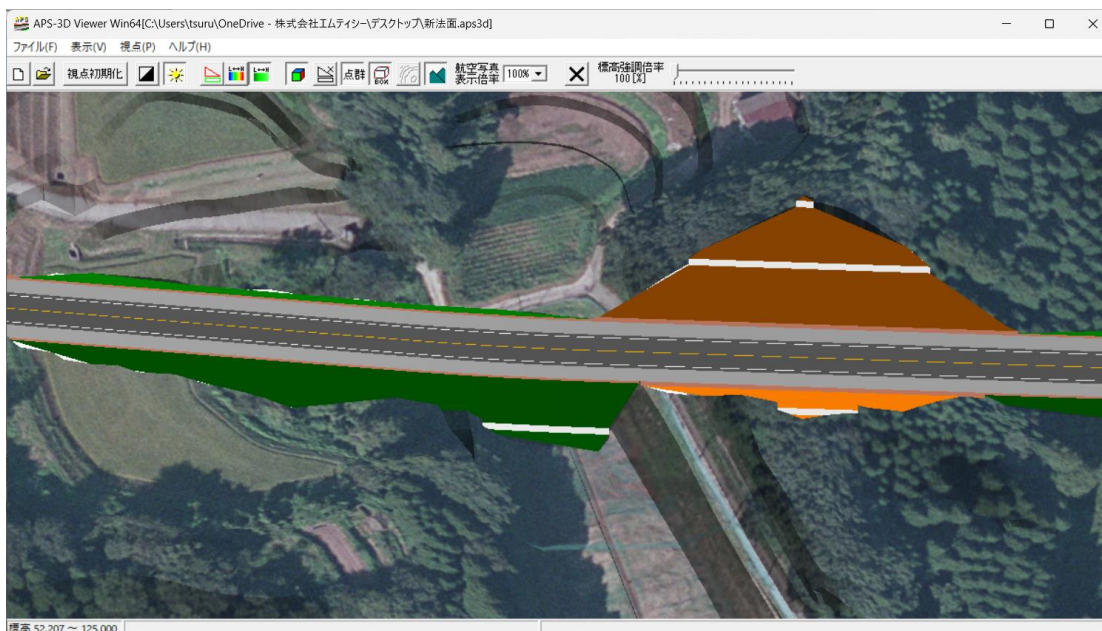 APS-3D Viewer Win64[C:\Users\tsuru\OneDrive - 株式会社エムティシー\デスクトップ\新法面.aps3d]
ファイル(F) 表示(V) 視点(P) ヘルプ(H)
視点初期化 点群 BOX 航空写真 表示倍率 100% 標高強調倍率 100[%]
標高 52.207 ～ 125.000